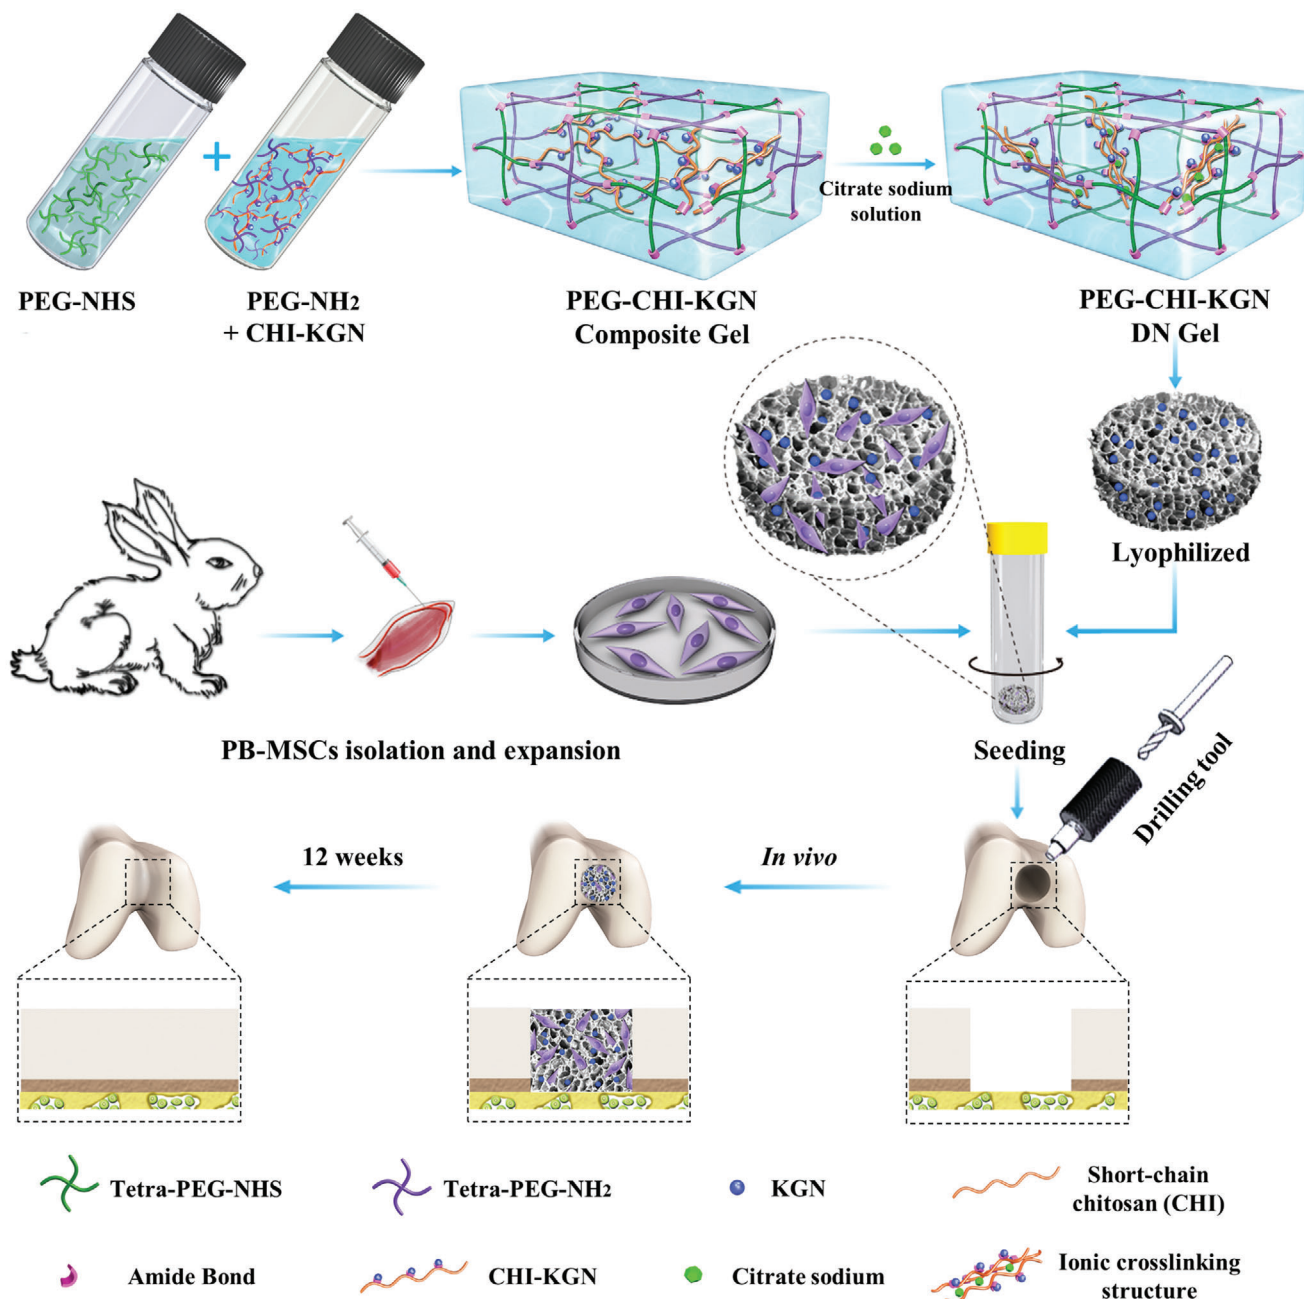 PEG-NHS
PEG-NH2
+ CHI-KGN
PEG-CHI-KGN
Composite Gel
Citrate sodium
solution
PEG-CHI-KGN
DN Gel
Lyophilized
PB-MSCs isolation and expansion
Seeding
Drilling tool
12 weeks
In vivo
Tetra-PEG-NHS
Tetra-PEG-NH2
KGN
Short-chain
chitosan (CHI)
Amide Bond
CHI-KGN
Citrate sodium
Ionic crosslinking
structure